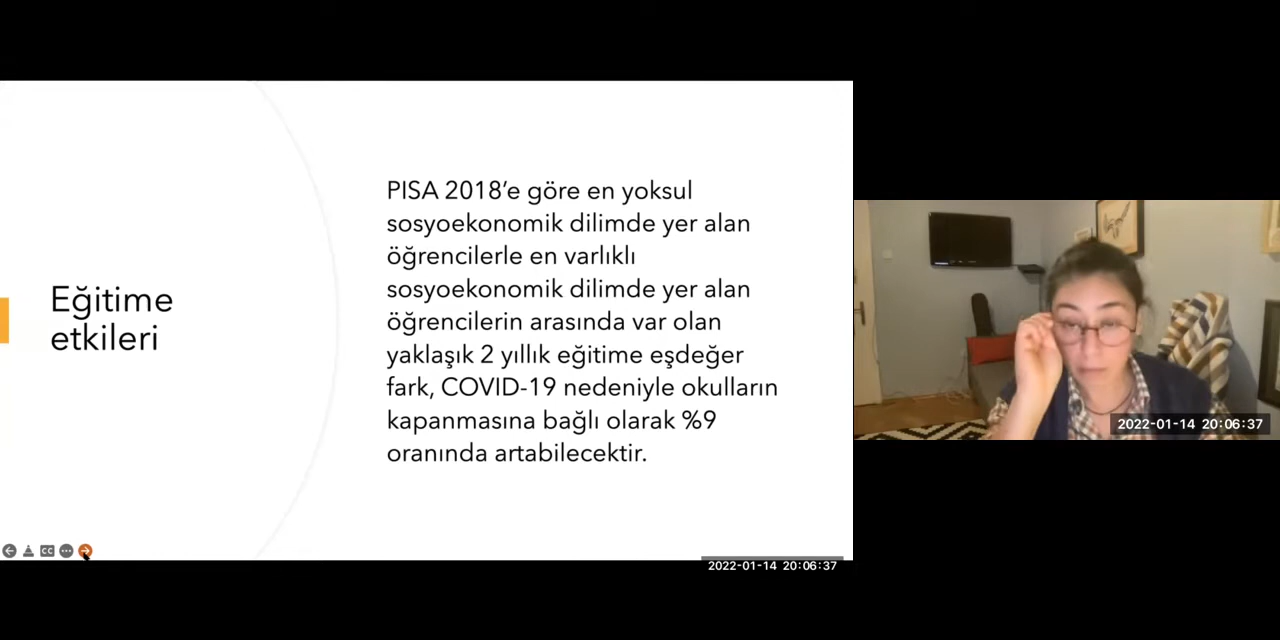 Eğitime
etkileri
PISA 2018’e göre en yoksul
sosyoekonomik dilimde yer alan
öğrencilerle en varlıklı
sosyoekonomik dilimde yer alan
öğrencilerin arasında var olan
yaklaşık 2 yıllık eğitime eşdeğer
fark, COVID-19 nedeniyle okulların
kapanmasına bağlı olarak %9
oranında artabilecektir.
CC
2022-01-14 20:06:37
2022-01-14 20:06:37